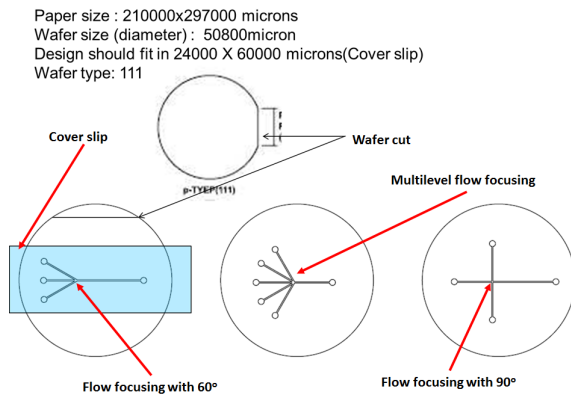 Paper size : 210000x297000 microns
Wafer size (diameter) : 50800micron
Design should fit in 24000 X 60000 microns(Cover slip)
Wafer type: 111
Cover slip
Wafer cut
p-TYEP(111)
Multilevel flow focusing
Flow focusing with 60°
Flow focusing with 90°